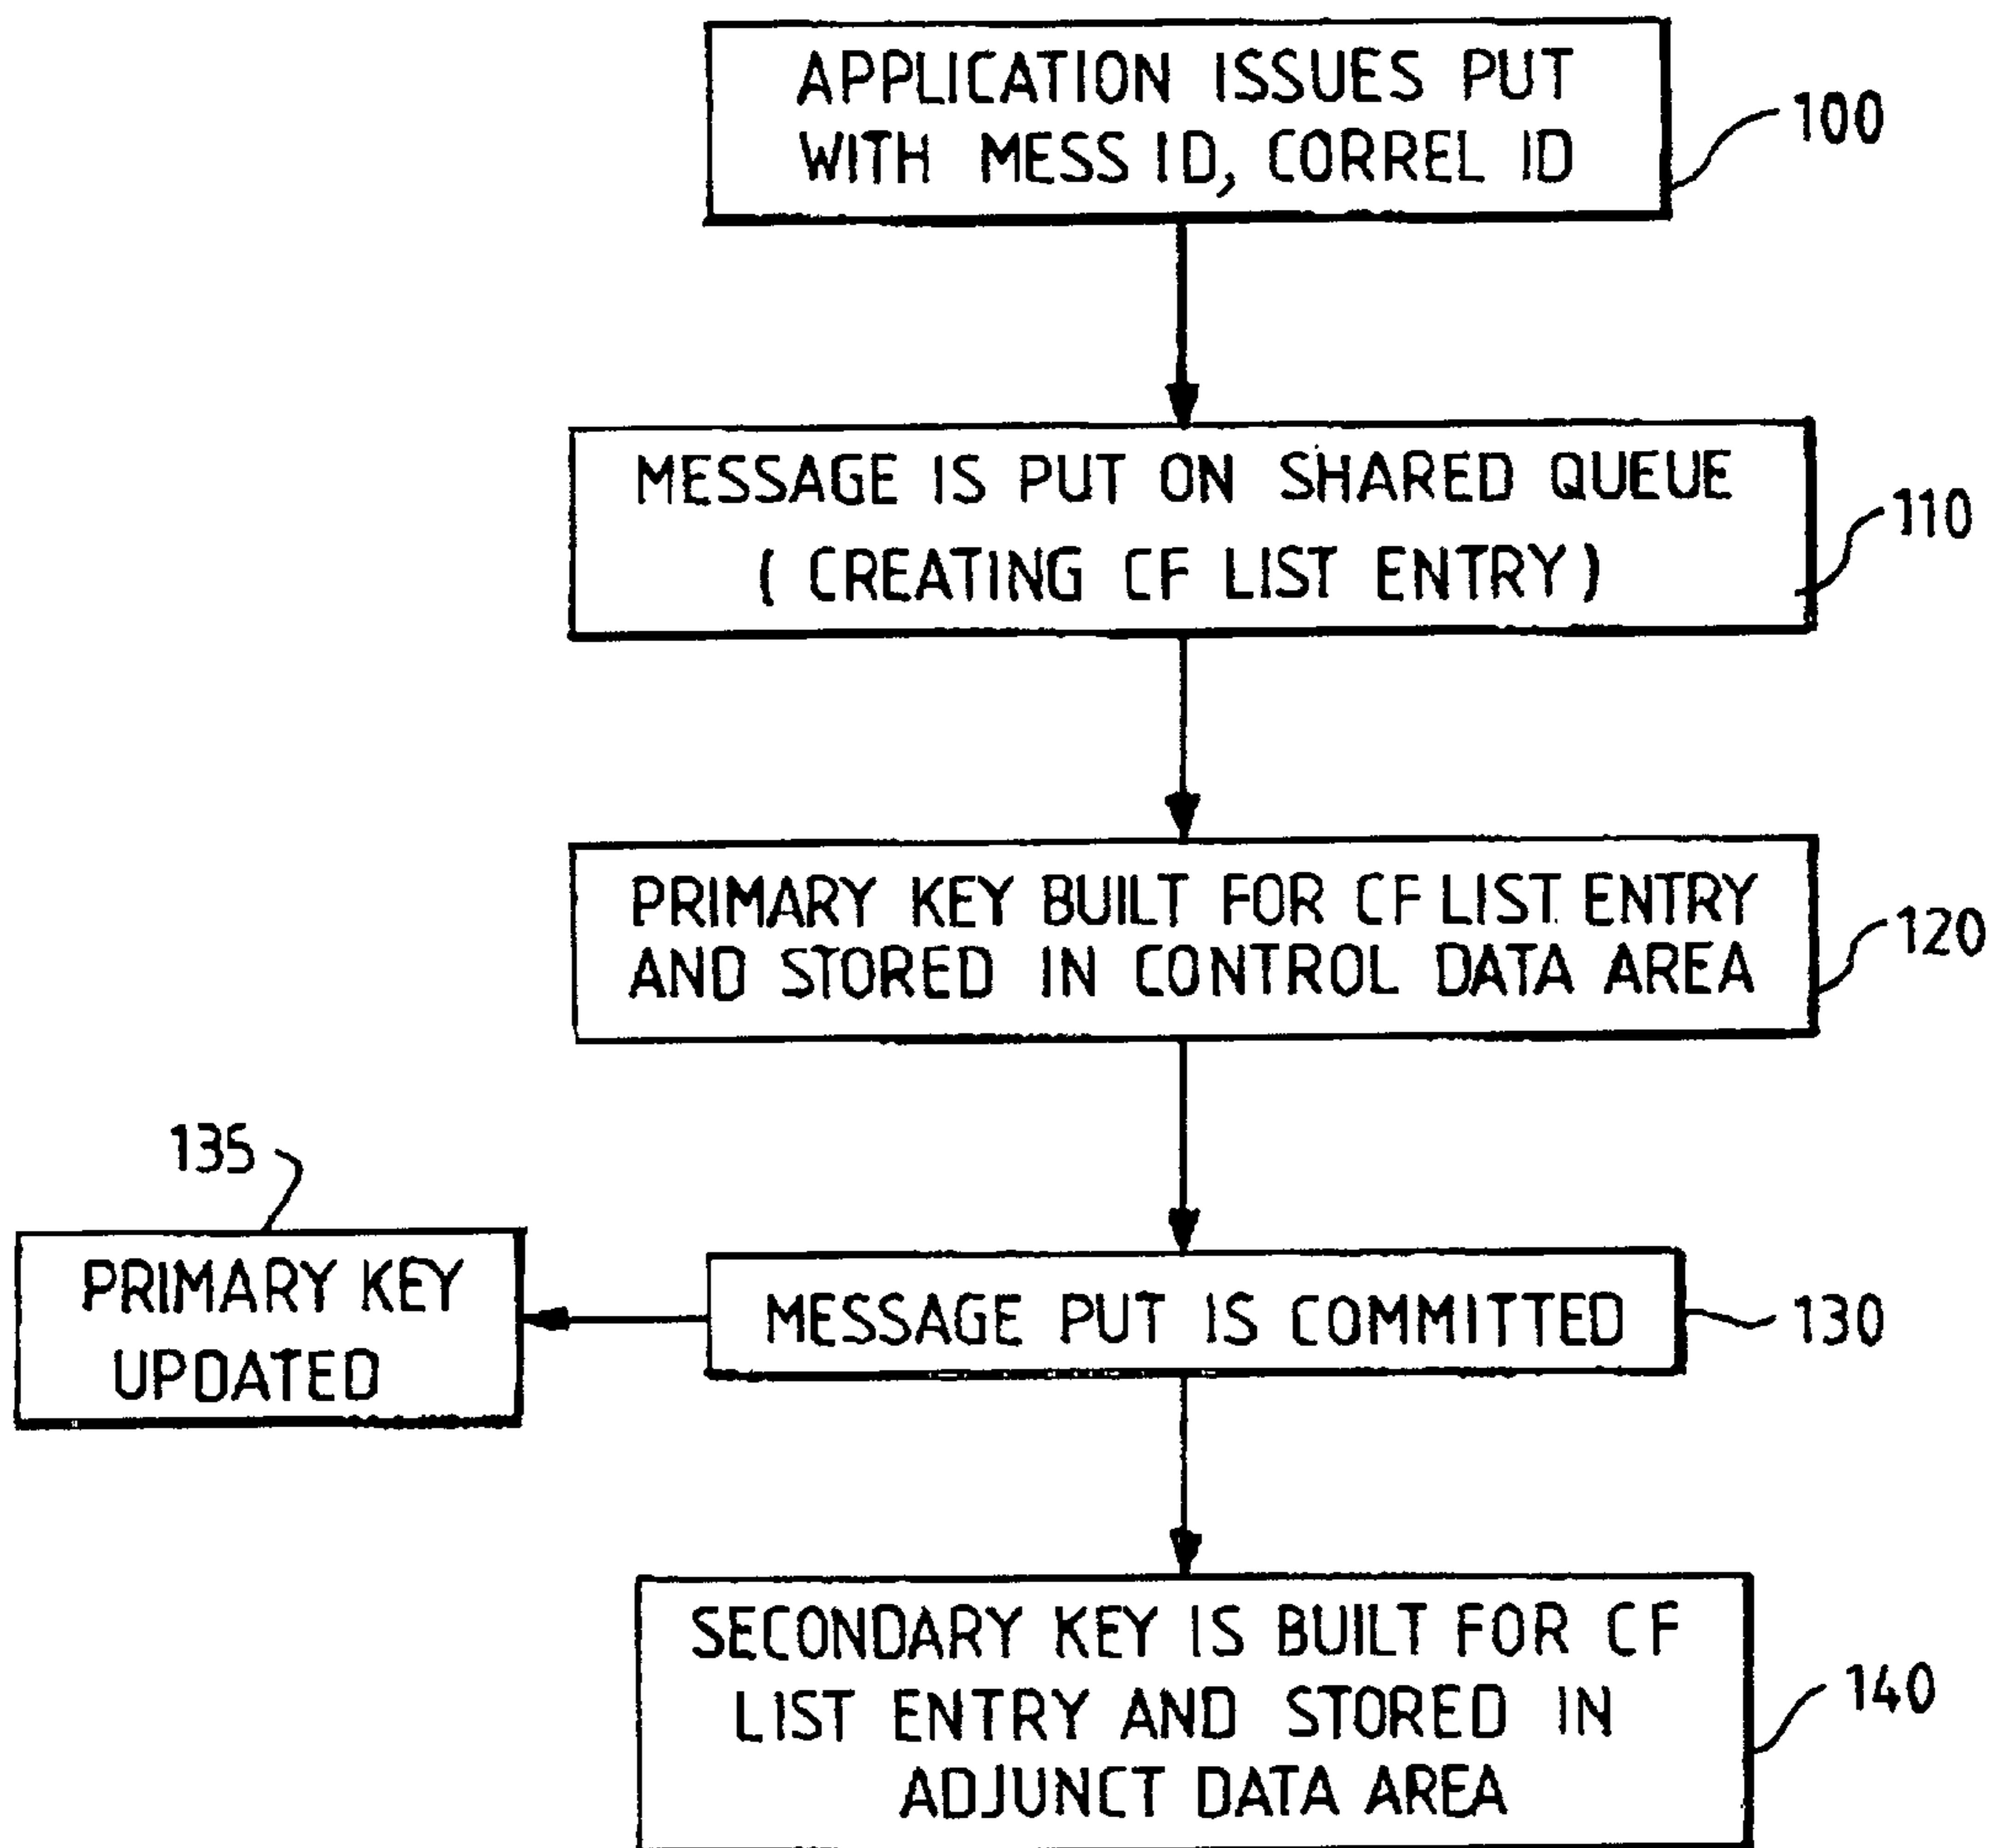 APPLICATION ISSUES PUT
WITH MESS ID, CORREL ID
100
MESSAGE IS PUT ON SHARED QUEUE
( CREATING CF LIST ENTRY )
110
PRIMARY KEY BUILT FOR CF LIST ENTRY
AND STORED IN CONTROL DATA AREA
120
135
PRIMARY KEY
UPDATED
MESSAGE PUT IS COMMITTED
130
SECONDARY KEY IS BUILT FOR CF
LIST ENTRY AND STORED IN
ADJUNCT DATA AREA
140